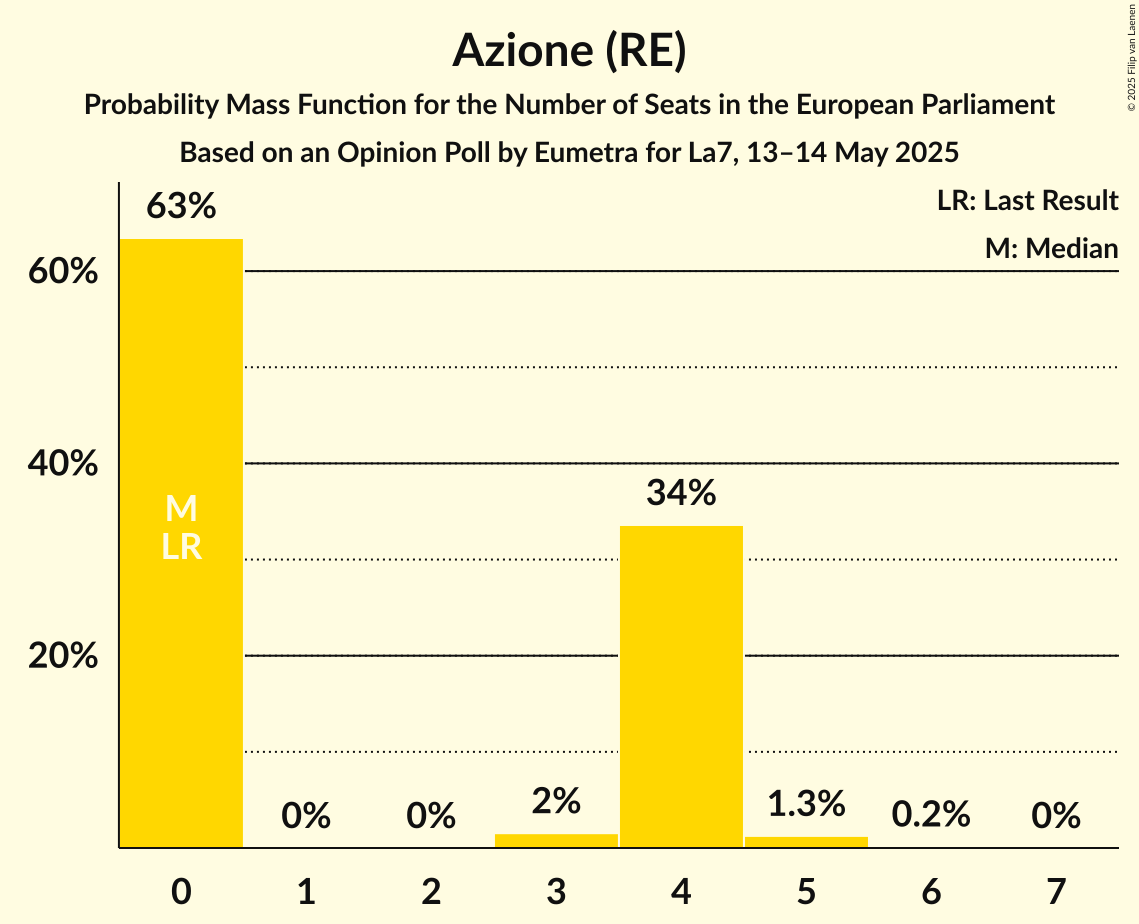 Azione (RE)
Probability Mass Function for the Number of Seats in the European Parliament
Based on an Opinion Poll by Eumetra for La7, 13–14 May 2025
© 2025 Filip van Laenen
LR: Last Result
M: Median
63%
60%
40%
20%
M
LR
0%
0%
2%
34%
1.3%
0.2%
0%
0
1
2
3
4
5
6
7